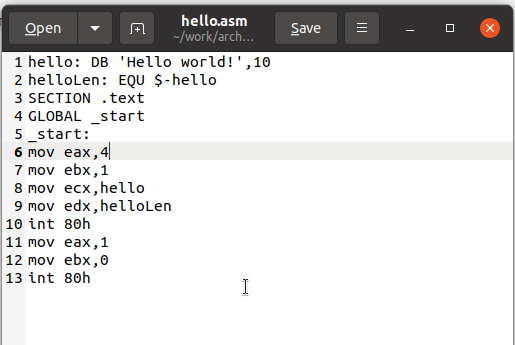 Open
hello.asm
~/work/arch...
Save
1 hello: DB 'Hello world!',10
2 helloLen: EQU $-hello
3 SECTION .text
4 GLOBAL _start
5 _start:
6 mov eax,4
7 mov ebx,1
8 mov ecx,hello
9 mov edx,helloLen
10 int 80h
11 mov eax,1
12 mov ebx,0
13 int 80h